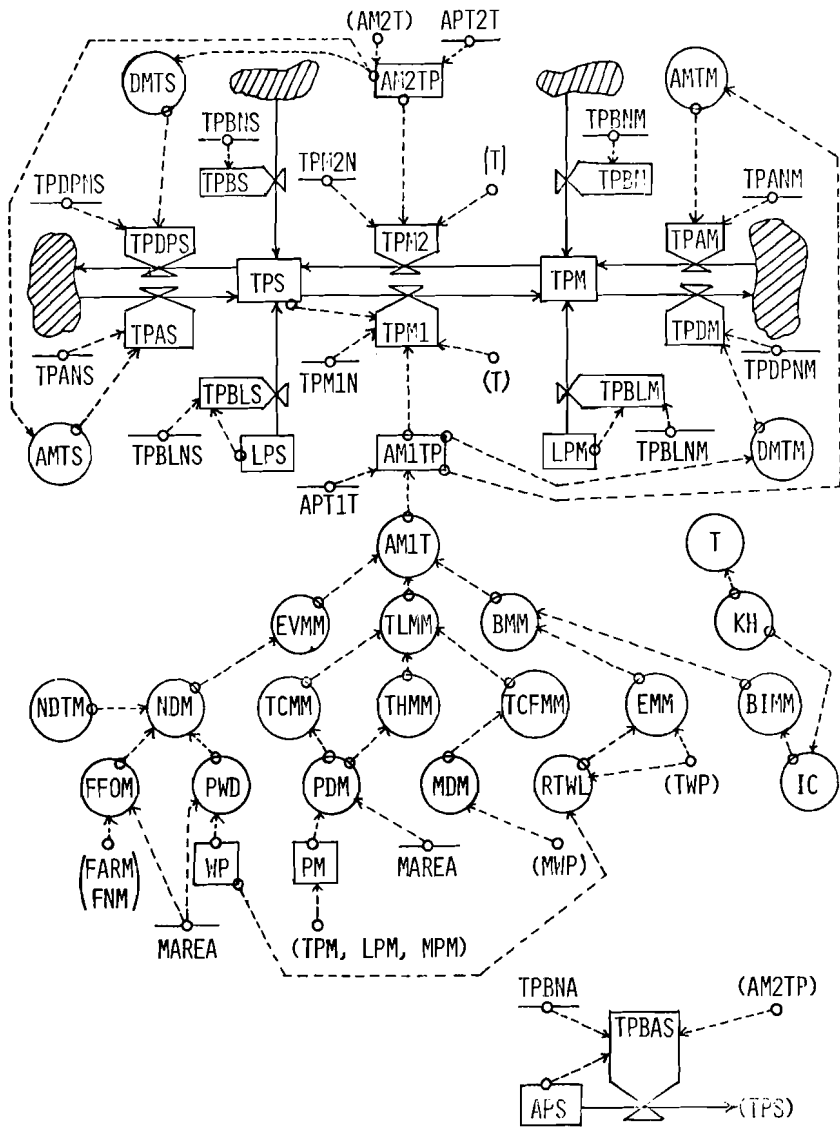 (AM2T) APT2T
DMTS AM2TP AMTM
TPBNS TPBNM
TPBS TPM2N (T) TPBM
TPDPNS TPANM
TPDPS TPM2 TPAM
TPS TPM
TPAS TPM1 TPDM
TPANS TPM1N (T) TPDPNM
TPBLS TPBLM
AMTS TPBLNS LPS AM1TP LPM TPBLNM DMTM
APT1T
AM1T T
EVMM TLMM BMM KH
NDTM NDM TCMM THMM TCFMM EMM BIMM
FFOM PWD PDM MDM RTWL (TWP) IC
(FARM WP PM MAREA (MWP)
FNM)
MAREA (TPM, LPM, MPM)
TPBNA (AM2TP)
TPBAS
APS (TPS)